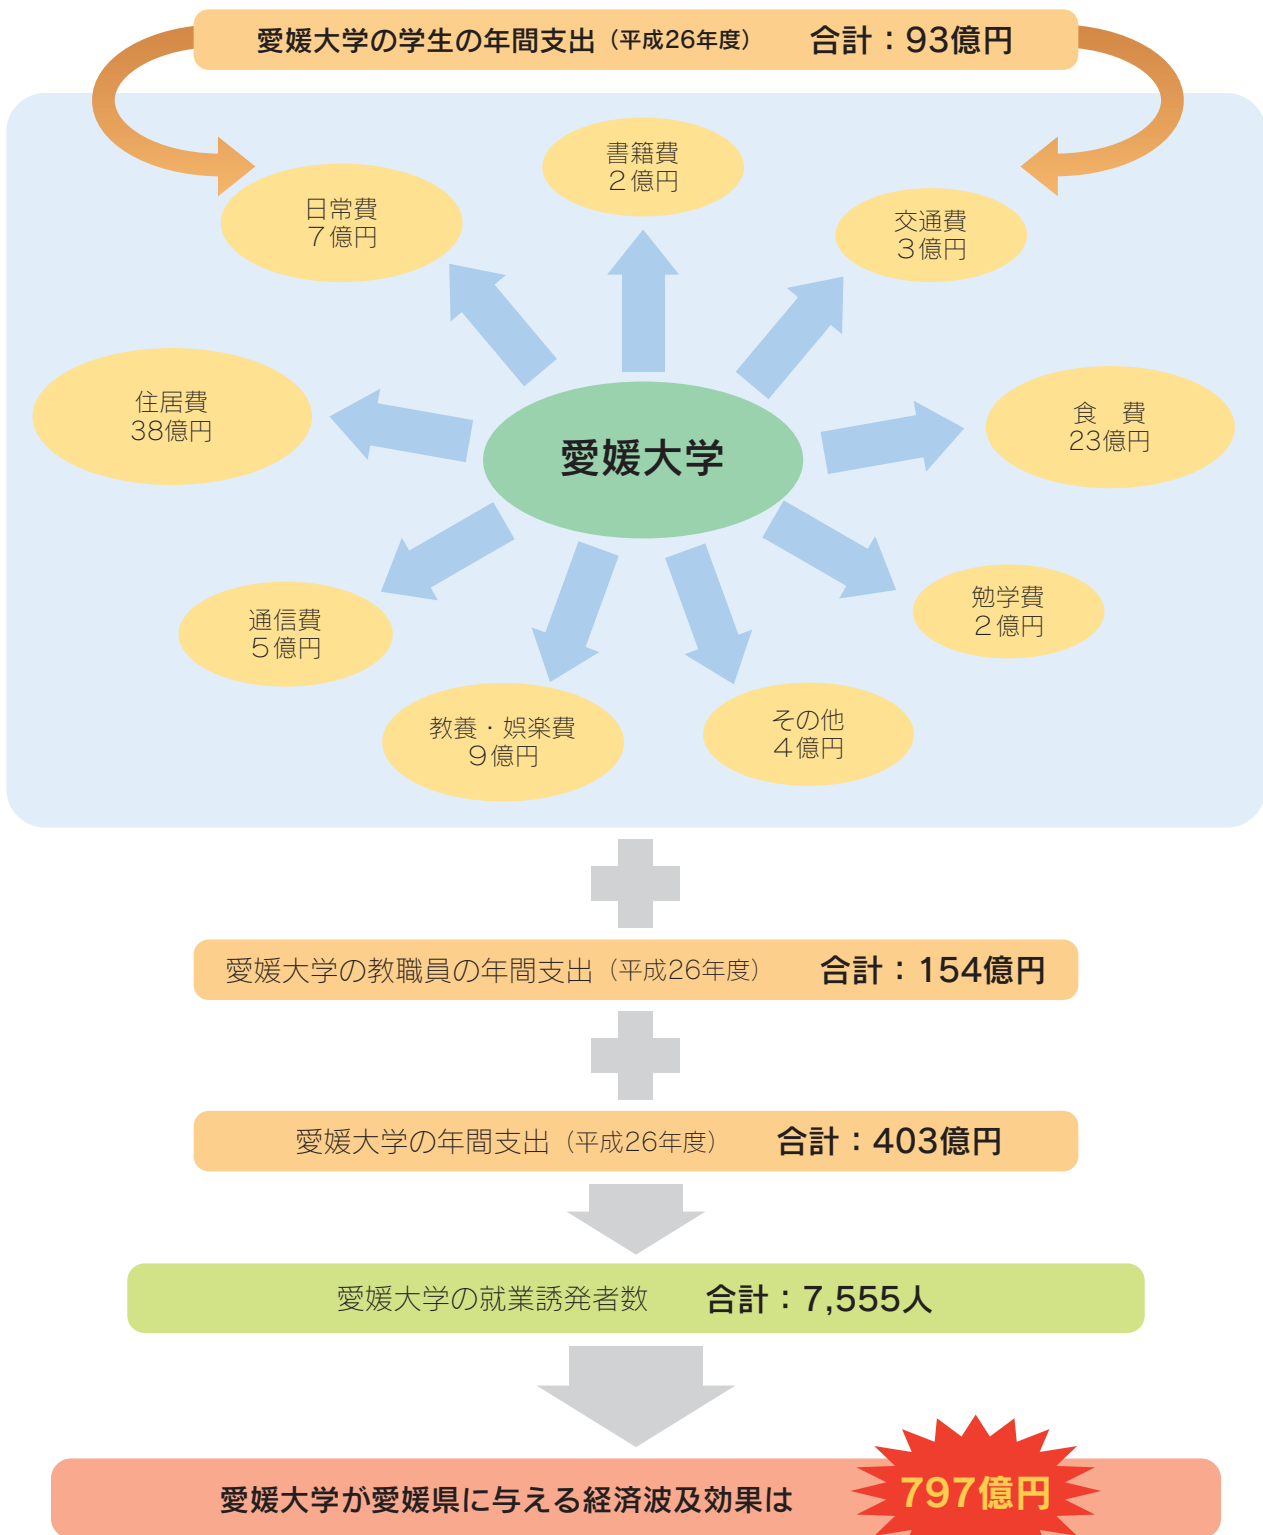 愛媛大学の学生の年間支出（平成26年度） 合計：93億円
書籍費
２億円
日常費
７億円
交通費
３億円
住居費
38億円
食　費
23億円
愛媛大学
通信費
５億円
勉学費
２億円
教養・娯楽費
９億円
その他
４億円
愛媛大学の教職員の年間支出（平成26年度） 合計：154億円
愛媛大学の年間支出（平成26年度） 合計：403億円
愛媛大学の就業誘発者数 合計：7,555人
愛媛大学が愛媛県に与える経済波及効果は 797億円